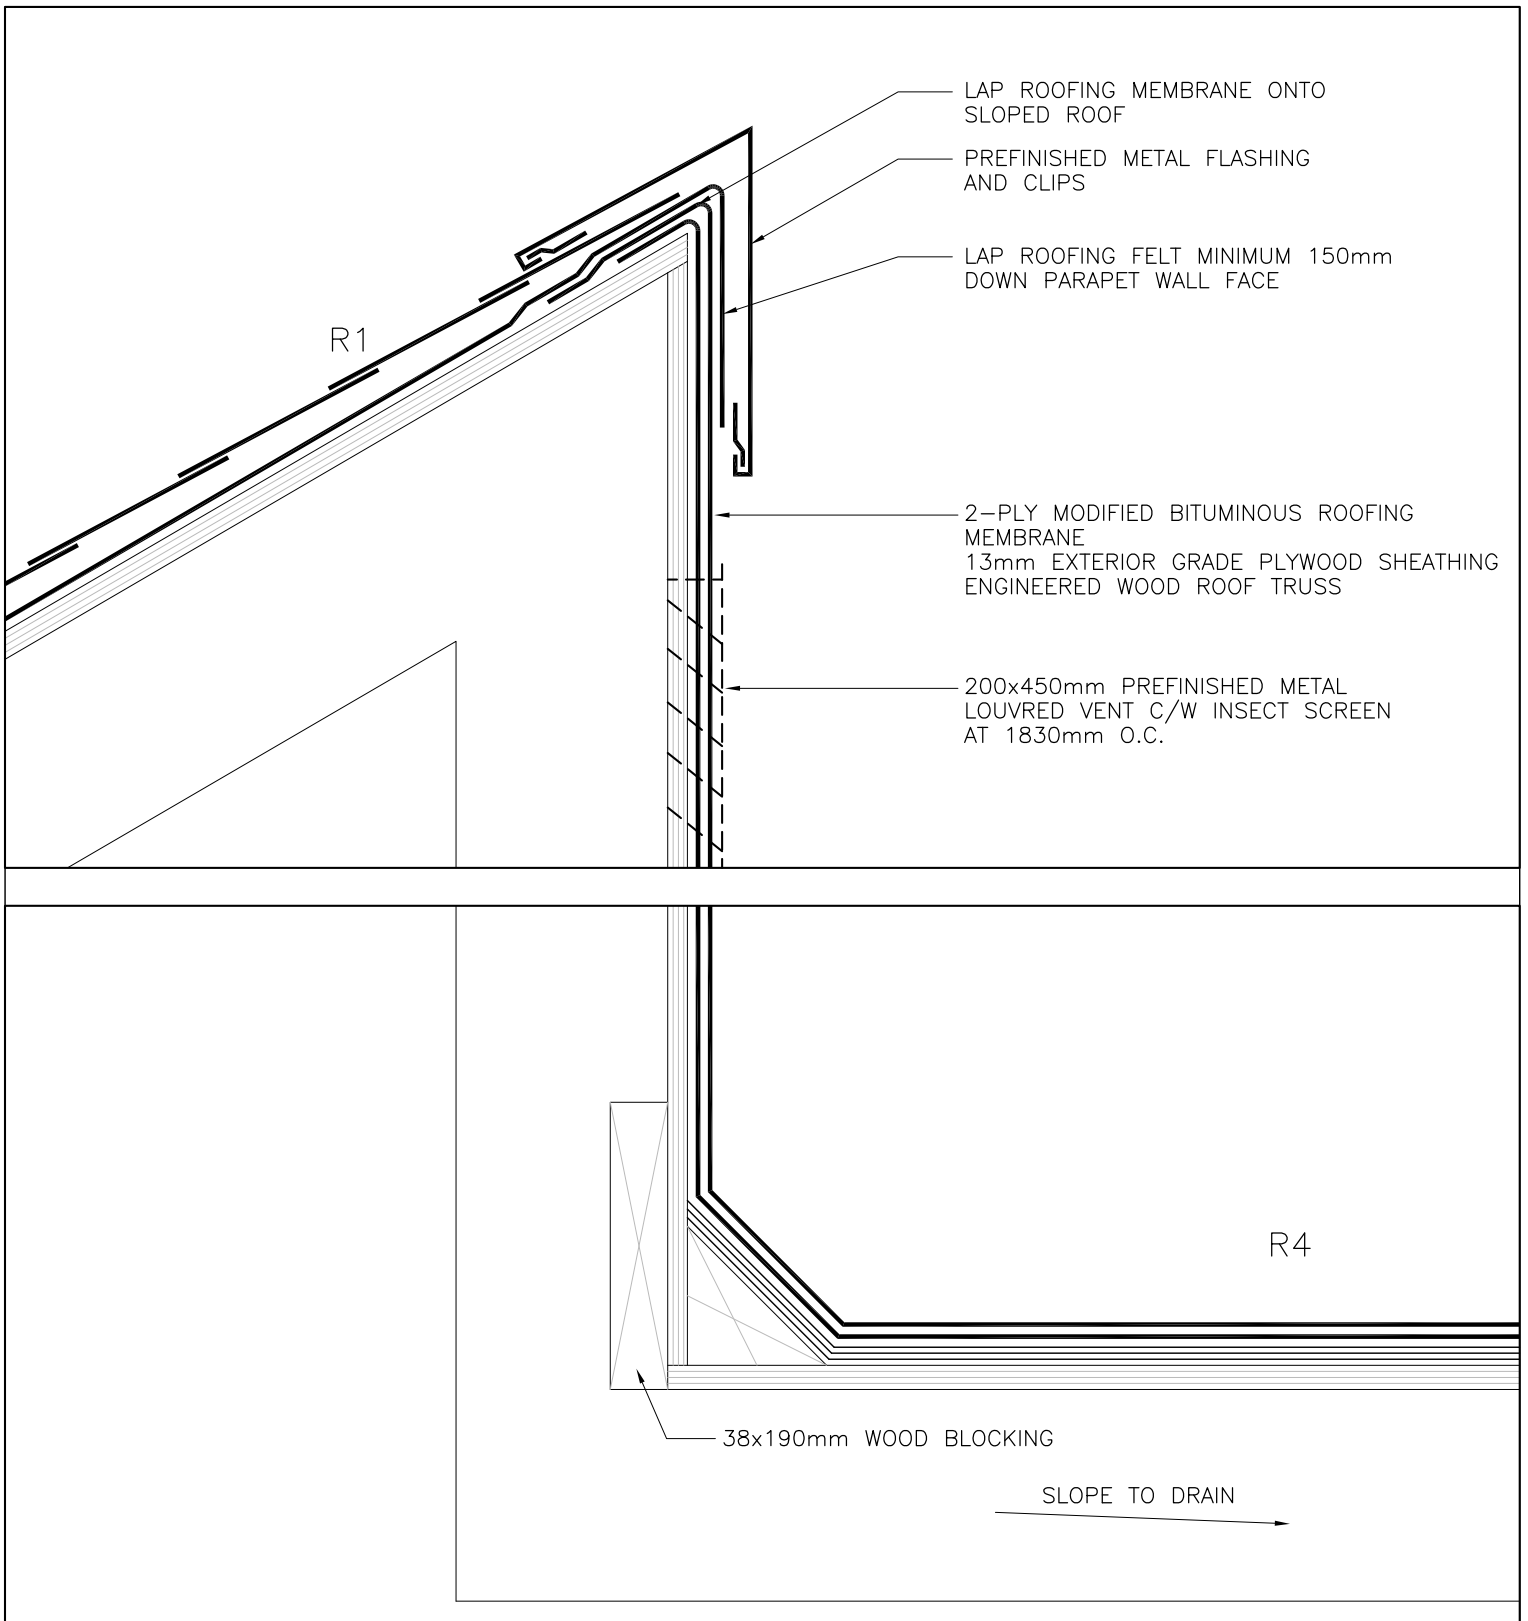 LAP ROOFING MEMBRANE ONTO
SLOPED ROOF
PREFINISHED METAL FLASHING
AND CLIPS
LAP ROOFING FELT MINIMUM 150mm
DOWN PARAPET WALL FACE
R1
2-PLY MODIFIED BITUMINOUS ROOFING
MEMBRANE
13mm EXTERIOR GRADE PLYWOOD SHEATHING
ENGINEERED WOOD ROOF TRUSS
200x450mm PREFINISHED METAL
LOUVRED VENT C/W INSECT SCREEN
AT 1830mm O.C.
R4
38x190mm WOOD BLOCKING
SLOPE TO DRAIN